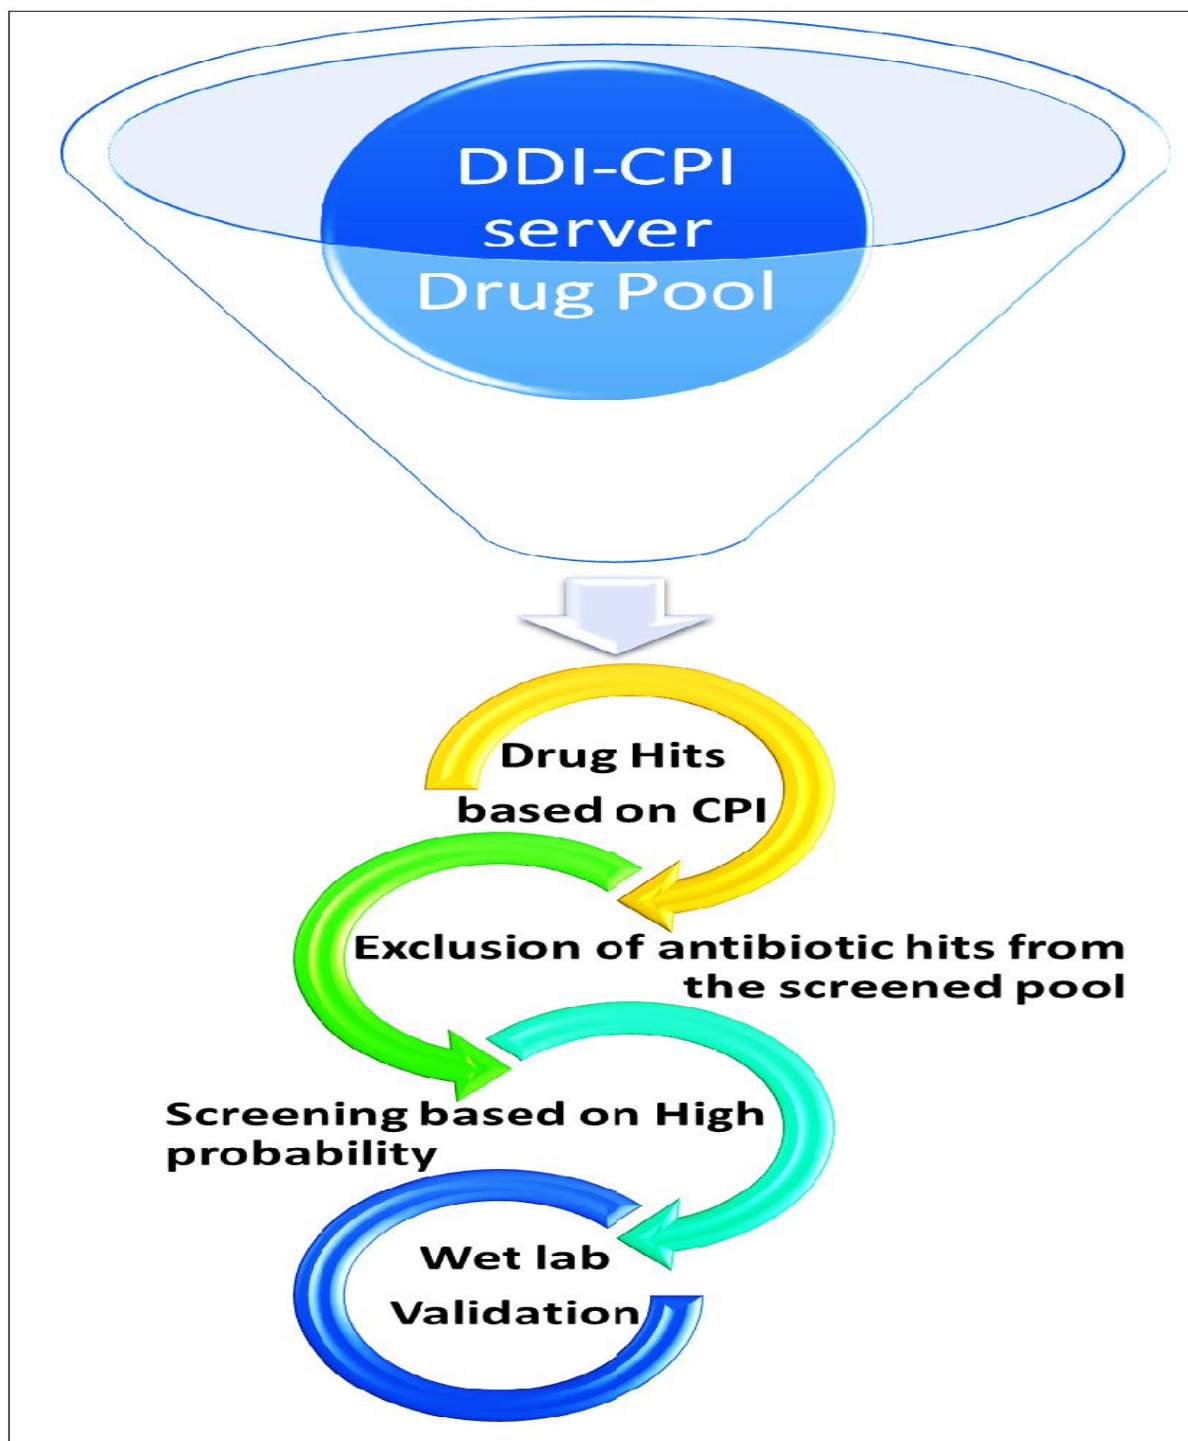 DDI-CPI
server
Drug Pool
Drug Hits
based on CPI
Exclusion of antibiotic hits from
the screened pool
Screening based on High
probability
Wet lab
Validation